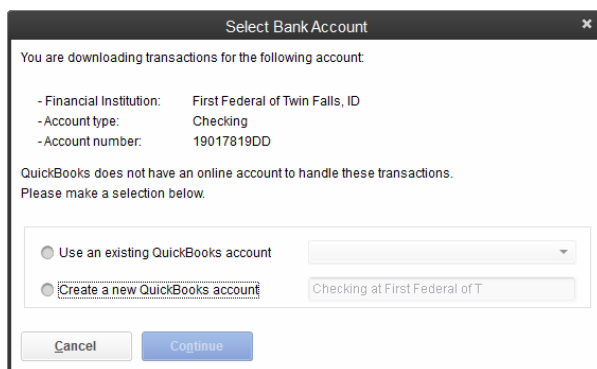 Select Bank Account
You are downloading transactions for the following account:
- Financial Institution: First Federal of Twin Falls, ID
- Account type: Checking
- Account number: 19017819DD
QuickBooks does not have an online account to handle these transactions.
Please make a selection below.
Use an existing QuickBooks account
Create a new QuickBooks account Checking at First Federal of T
Cancel Continue